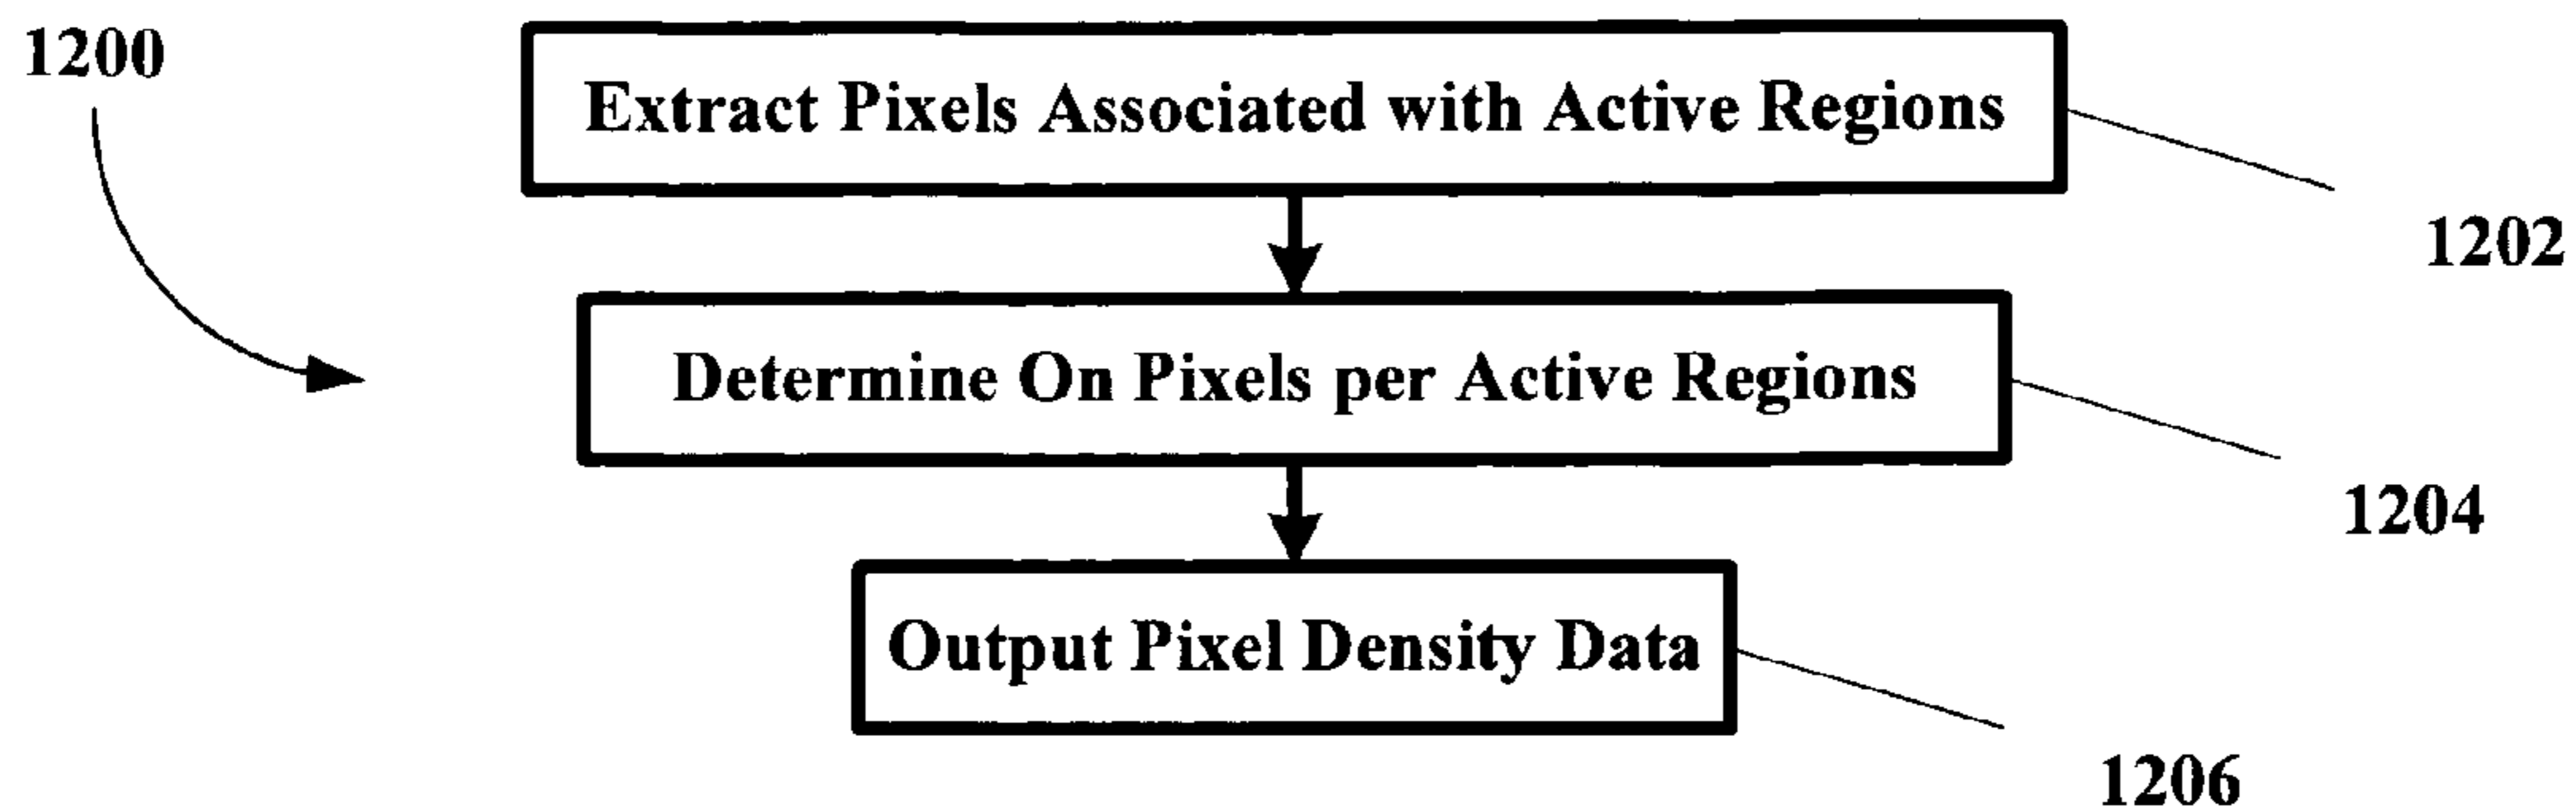 1200
Extract Pixels Associated with Active Regions
1202
Determine On Pixels per Active Regions
1204
Output Pixel Density Data
1206